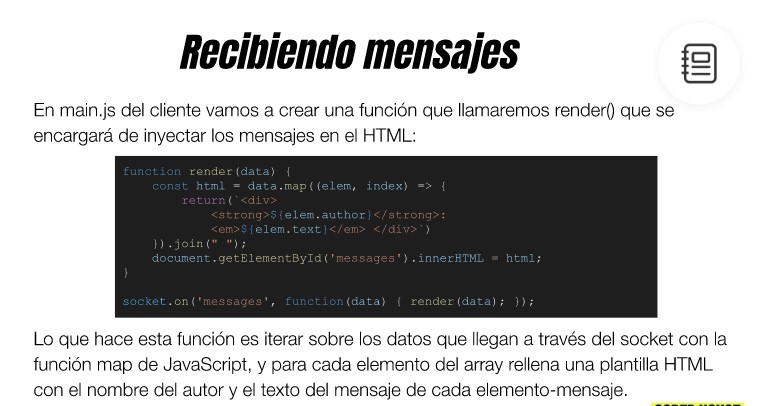 Recibiendo mensajes
En main.js del cliente vamos a crear una función que llamaremos render() que se
encargará de inyectar los mensajes en el HTML:
function render(data) {
    const html = data.map((elem, index) => {
        return(`<div>
            <strong>${elem.author}</strong>:
            <em>${elem.text}</em> </div>`)
    }).join(" ");
    document.getElementById('messages').innerHTML = html;
}
socket.on('messages', function(data) { render(data); });
Lo que hace esta función es iterar sobre los datos que llegan a través del socket con la
función map de JavaScript, y para cada elemento del array rellena una plantilla HTML
con el nombre del autor y el texto del mensaje de cada elemento-mensaje.